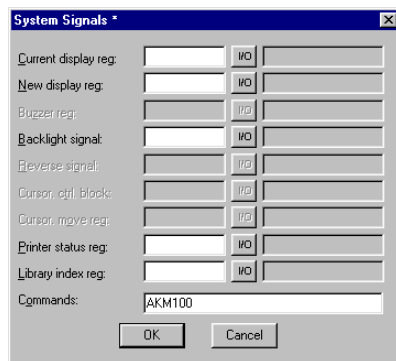 System Signals *
Current display reg: I/O
New display reg: I/O
Buzzer reg: I/O
Backlight signal: I/O
Reverse signal: I/O
Cursor. ctrl. block: I/O
Cursor. move reg: I/O
Printer status reg: I/O
Library index reg: I/O
Commands: AKM100
OK Cancel